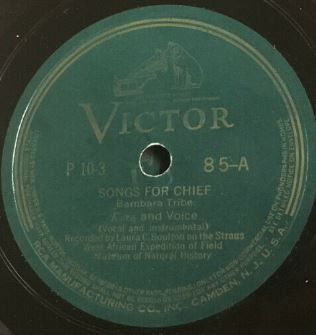 VICTOR
P 10-3
85-A
SONGS FOR CHIEF
Bambara Tribe
Kora and Voice
(Vocal and Instrumental)
Recorded by Laura C. Boulton on the Straus
West African Expedition of Field
Museum of Natural History
RCA MANUFACTURING CO., INC., CAMDEN, N. J., U. S. A.